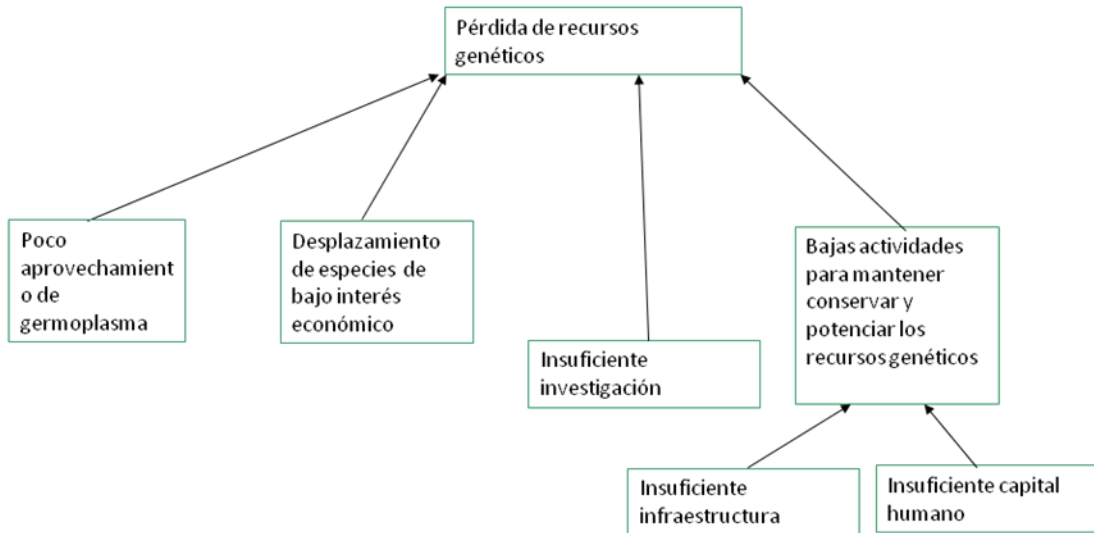 Pérdida de recursos
genéticos
Poco
aprovechamient
o de
germoplasma
Desplazamiento
de especies de
bajo interés
económico
Bajas actividades
para mantener
conservar y
potenciar los
recursos genéticos
Insuficiente
investigación
Insuficiente
infraestructura
Insuficiente capital
humano